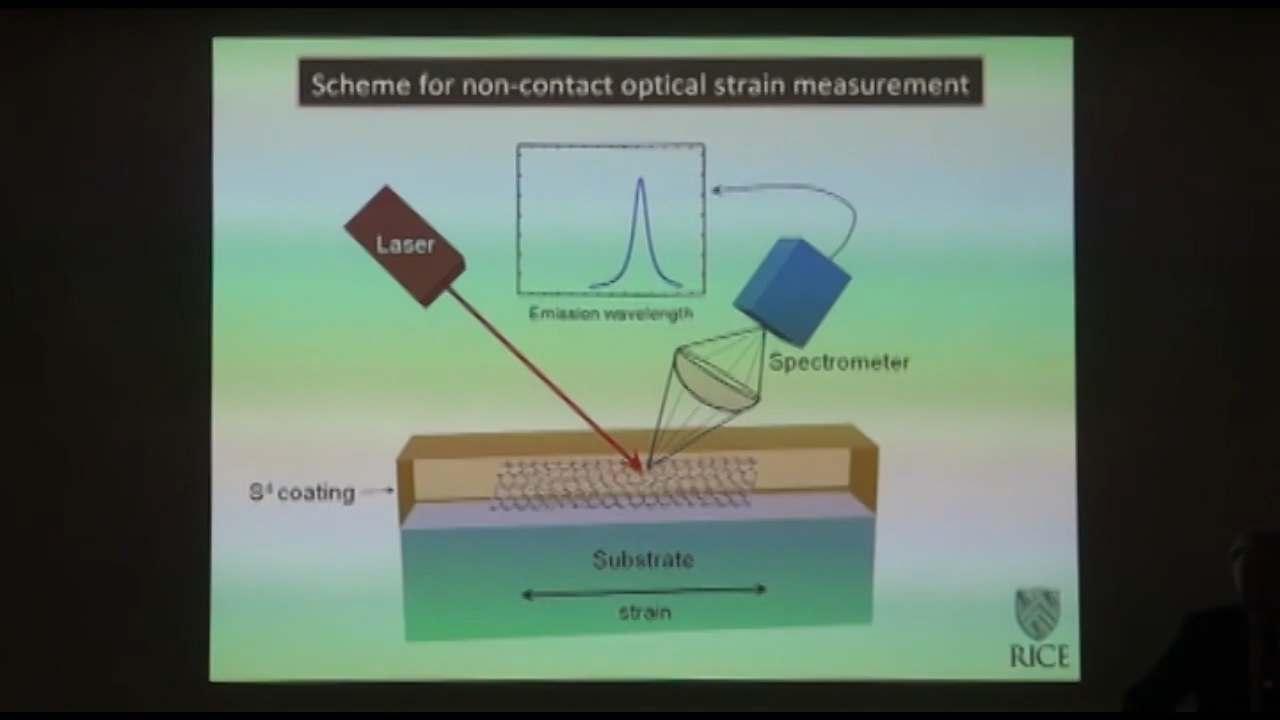 Scheme for non-contact optical strain measurement
Laser
Emission wavelength
Spectrometer
S⁴ coating
Substrate
strain
RICE